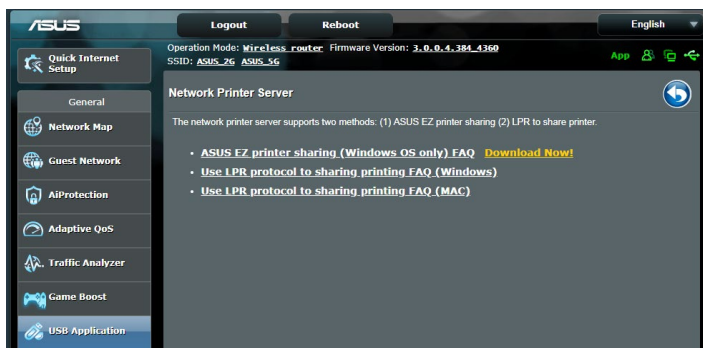 ASUS
Logout
Reboot
English
Quick Internet
Setup
Operation Mode: Wireless router Firmware Version: 3.0.0.4.384_4360
SSID: ASUS_2G ASUS_5G
App
General
Network Map
Guest Network
AiProtection
Adaptive QoS
Traffic Analyzer
Game Boost
USB Application
Network Printer Server
The network printer server supports two methods: (1) ASUS EZ printer sharing (2) LPR to share printer.
ASUS EZ printer sharing (Windows OS only) FAQ Download Now!
Use LPR protocol to sharing printing FAQ (Windows)
Use LPR protocol to sharing printing FAQ (MAC)